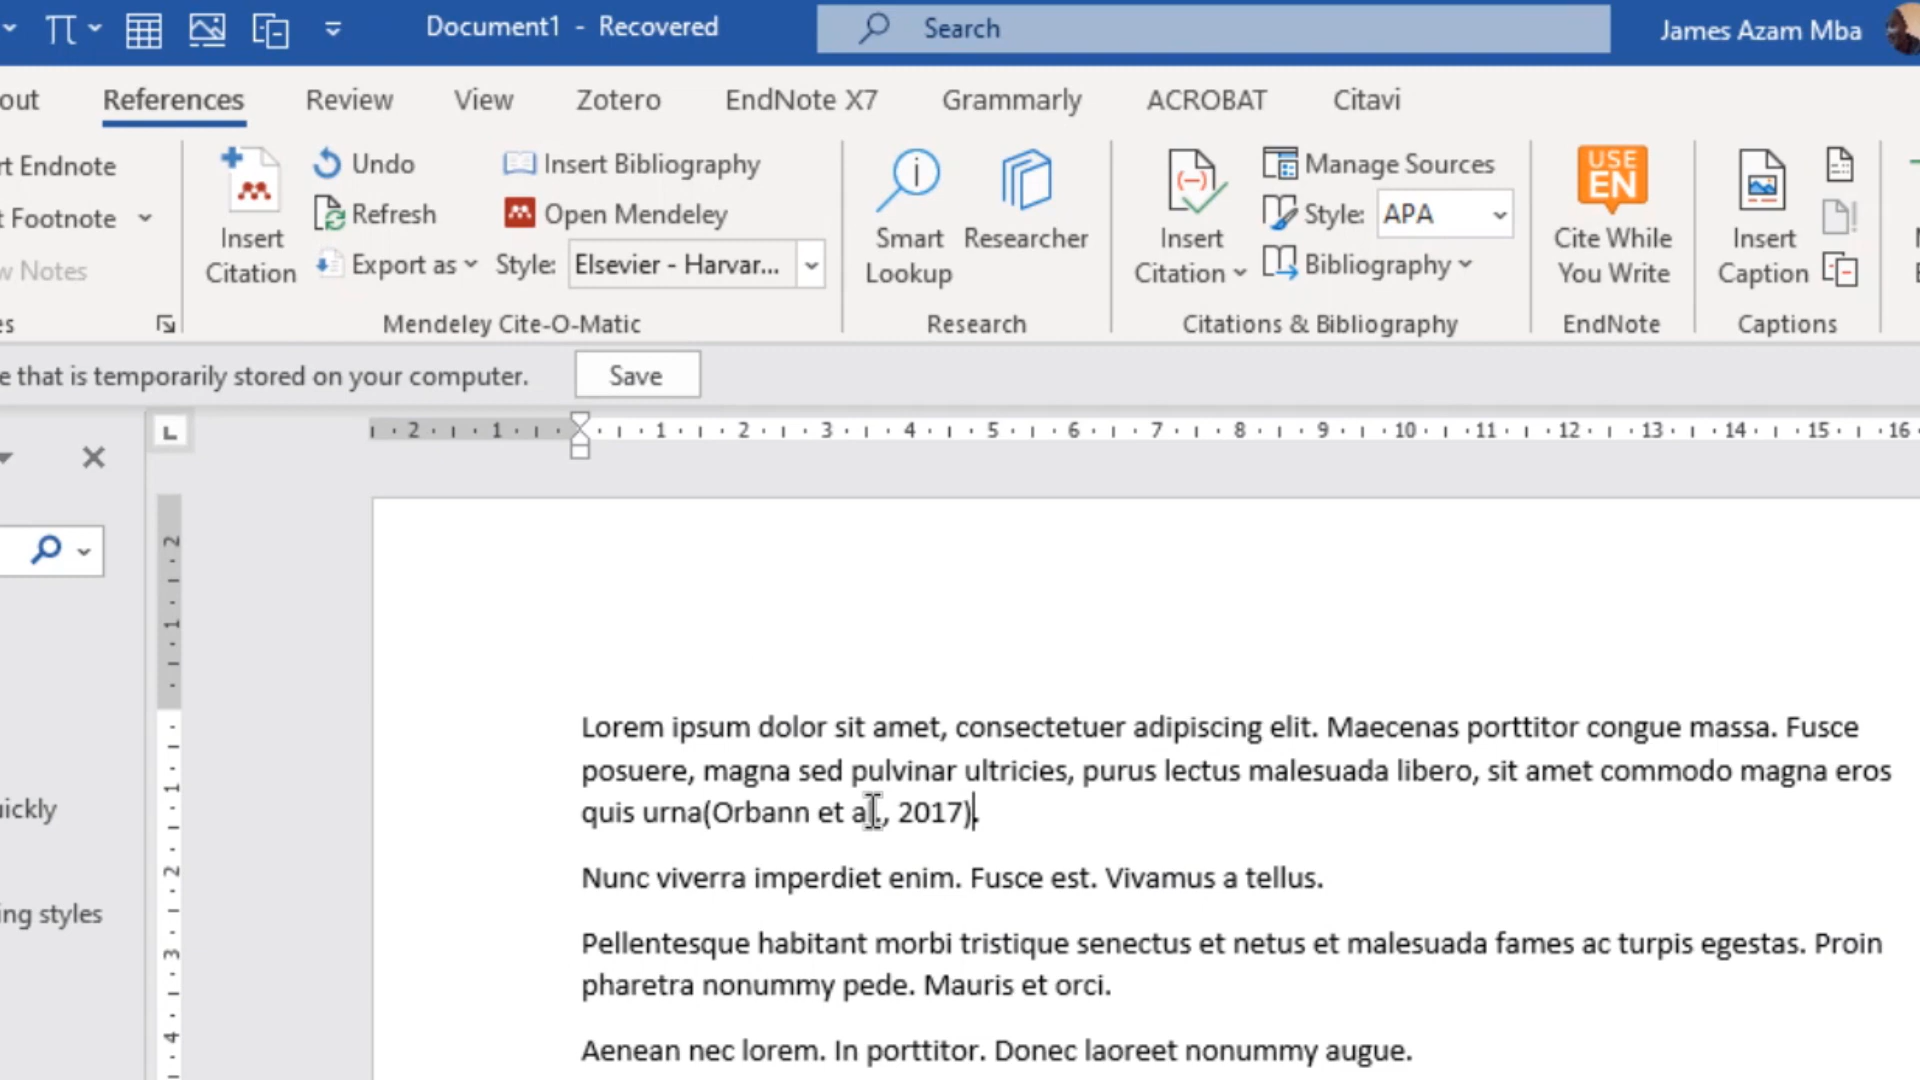 Document1 - Recovered
Search
James Azam Mba
out References Review View Zotero EndNote X7 Grammarly ACROBAT Citavi
rt Endnote
t Footnote
w Notes
es
Insert Citation
Undo
Refresh
Export as
Insert Bibliography
Open Mendeley
Style: Elsevier - Harvar...
Mendeley Cite-O-Matic
Smart Lookup
Researcher
Research
Insert Citation
Manage Sources
Style: APA
Bibliography
Citations & Bibliography
USE EN
Cite While You Write
EndNote
Insert Caption
Captions
e that is temporarily stored on your computer. Save
L
2 1 1 2 3 4 5 6 7 8 9 10 11 12 13 14 15 16
2
1
1
2
3
4
uickly
ing styles
Lorem ipsum dolor sit amet, consectetuer adipiscing elit. Maecenas porttitor congue massa. Fusce
posuere, magna sed pulvinar ultricies, purus lectus malesuada libero, sit amet commodo magna eros
quis urna(Orbann et al., 2017).
Nunc viverra imperdiet enim. Fusce est. Vivamus a tellus.
Pellentesque habitant morbi tristique senectus et netus et malesuada fames ac turpis egestas. Proin
pharetra nonummy pede. Mauris et orci.
Aenean nec lorem. In porttitor. Donec laoreet nonummy augue.